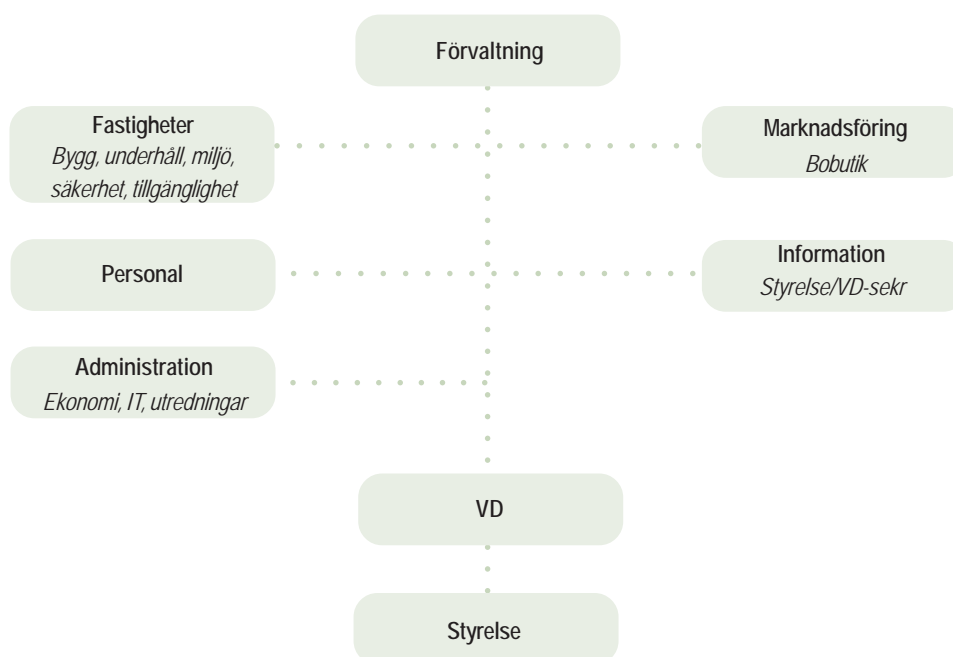 Förvaltning
Fastigheter
Bygg, underhåll, miljö,
säkerhet, tillgänglighet
Marknadsföring
Bobutik
Personal
Information
Styrelse/VD-sekr
Administration
Ekonomi, IT, utredningar
VD
Styrelse